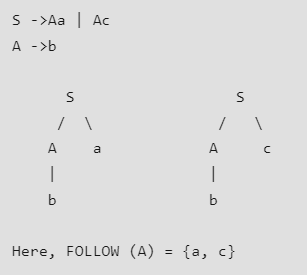 S ->Aa | Ac
A ->b
S S
/ \ / \
A a A c
| |
b b
Here, FOLLOW (A) = {a, c}